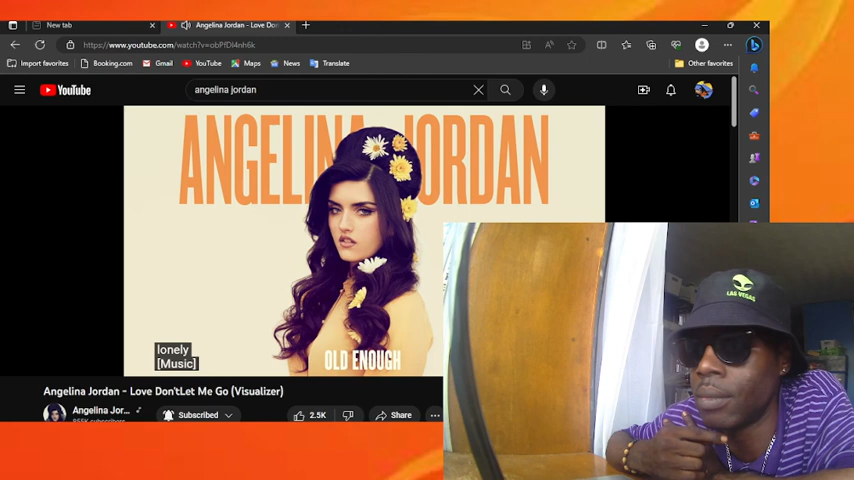 New tab
Angelina Jordan - Love Don'
https://www.youtube.com/watch?v=obPfDl4nh6k
Import favorites
Booking.com
Gmail
YouTube
Maps
News
Translate
Other favorites
YouTube
angelina jordan
ANGELINA JORDAN
LAS VEGAS
lonely
[Music]
OLD ENOUGH
Angelina Jordan - Love Don'tLet Me Go (Visualizer)
Angelina Jor...
Subscribed
2.5K
Share